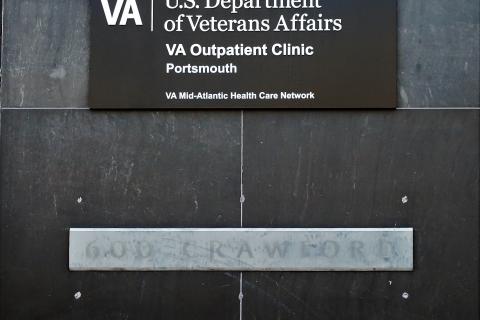 VA
U.S. Department
of Veterans Affairs
VA Outpatient Clinic
Portsmouth
VA Mid-Atlantic Health Care Network
600 CRAWFORD